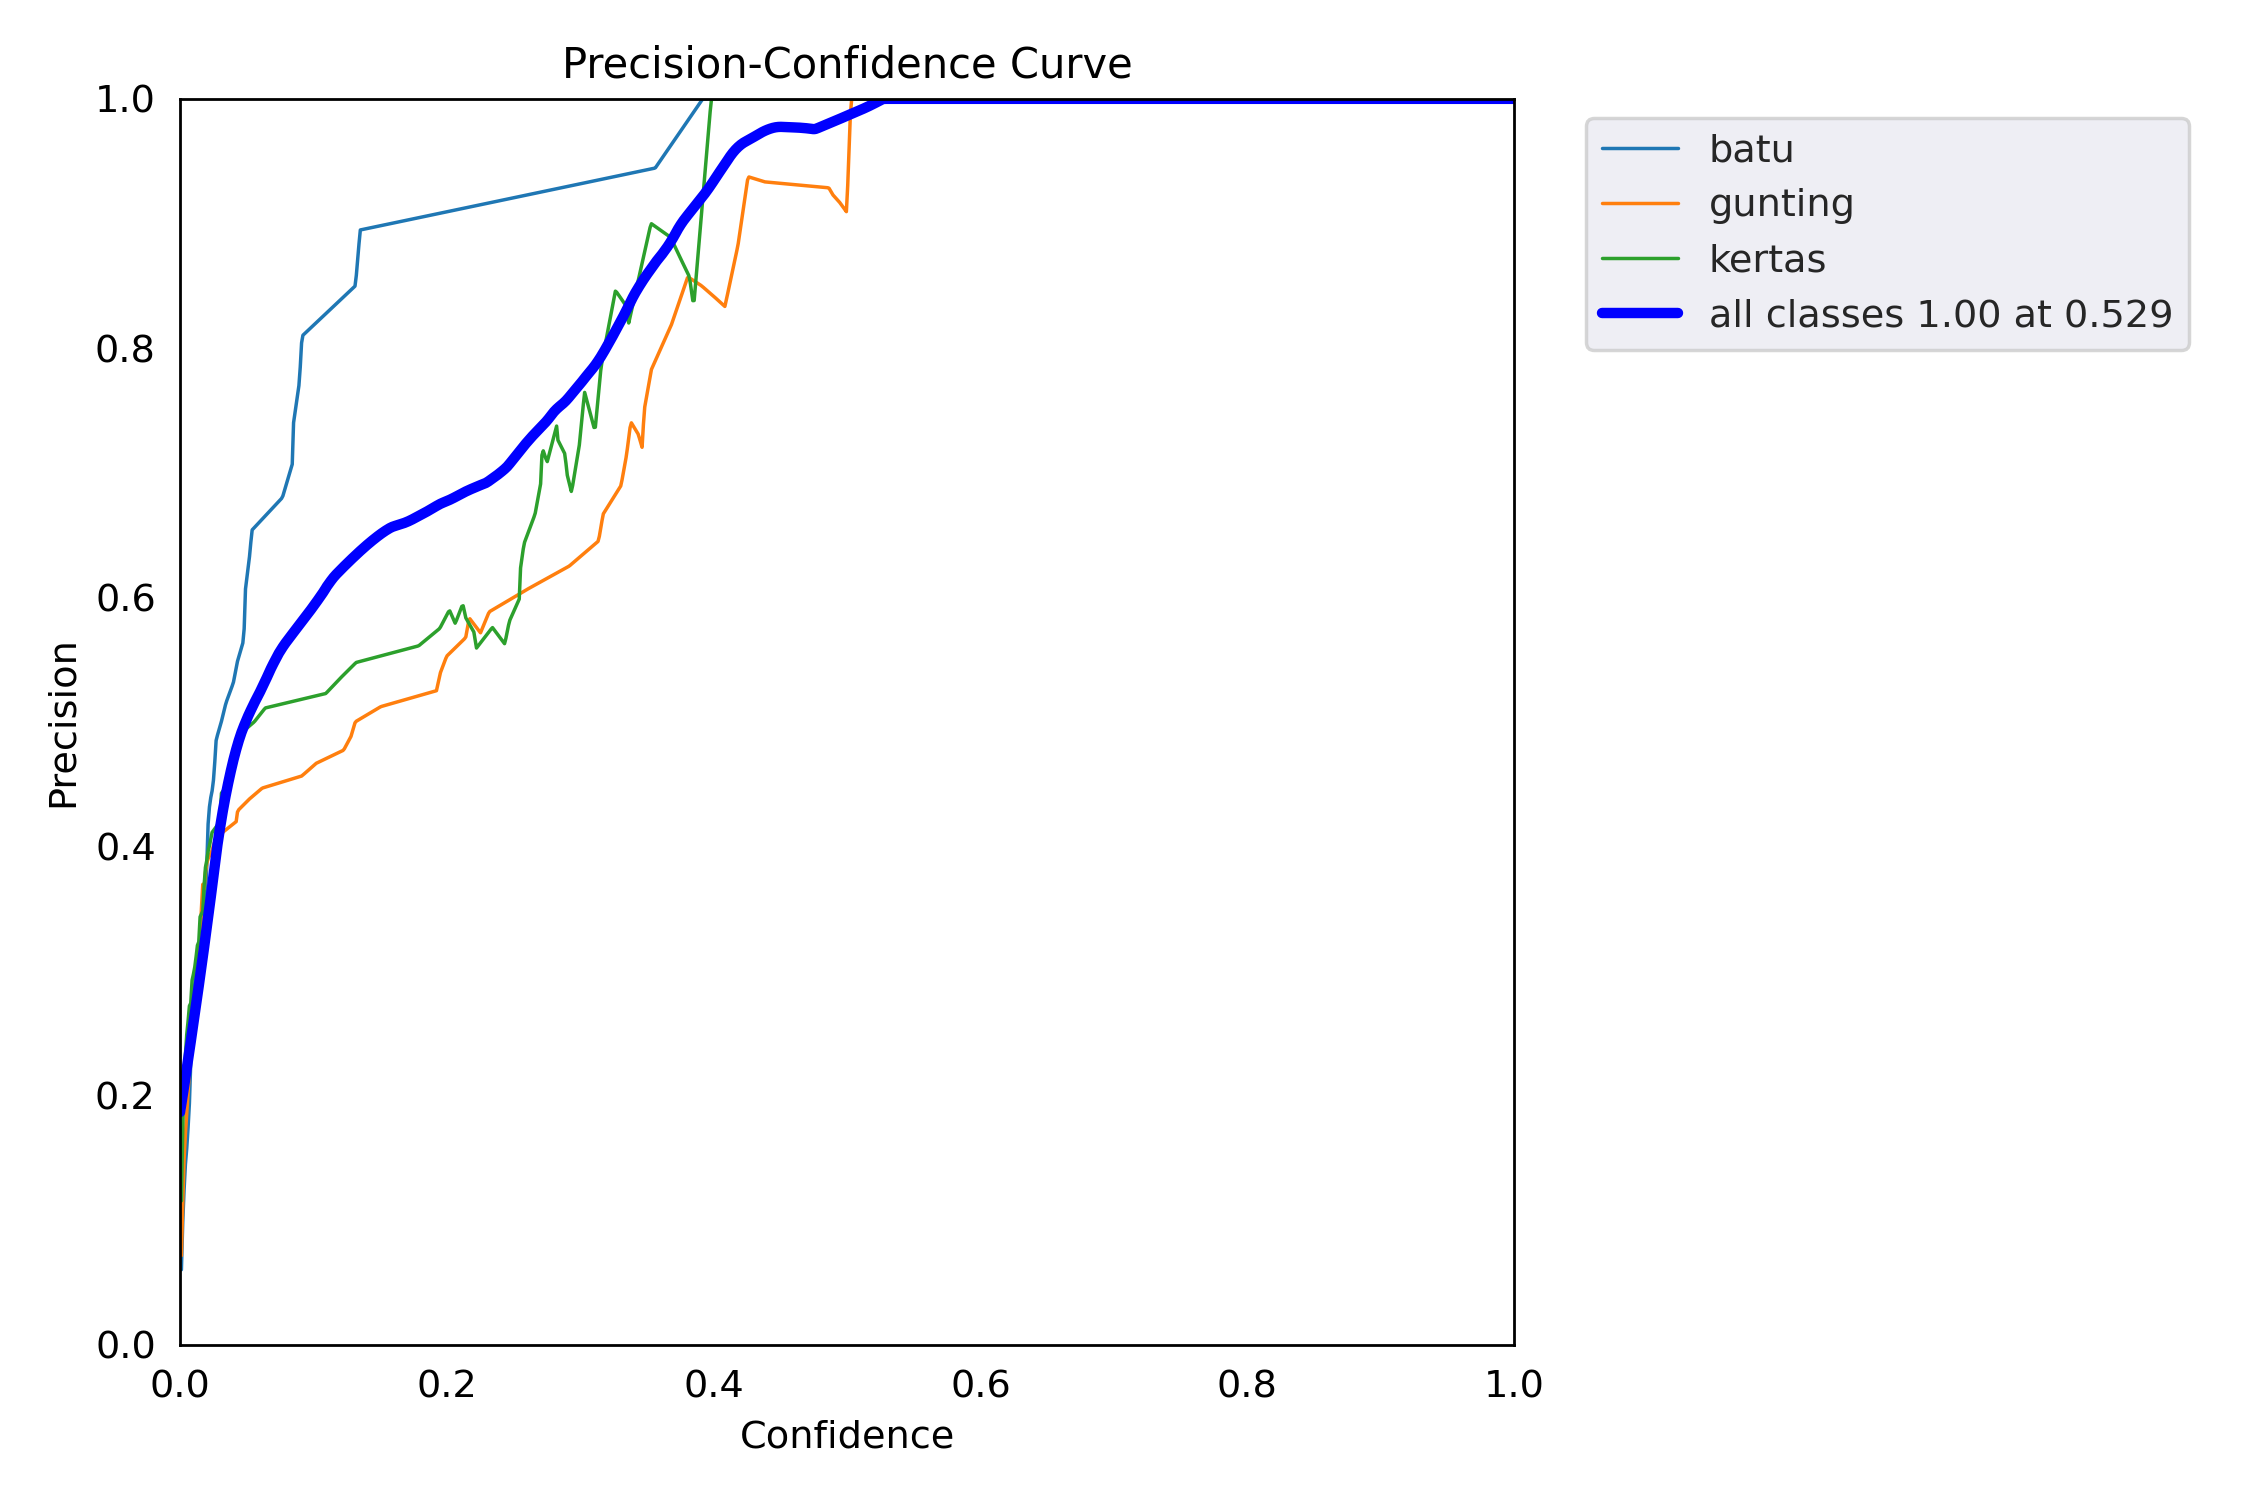 Precision-Confidence Curve
1.0
0.8
0.6
0.4
0.2
0.0
Precision
0.0 0.2 0.4 0.6 0.8 1.0
Confidence
batu
gunting
kertas
all classes 1.00 at 0.529